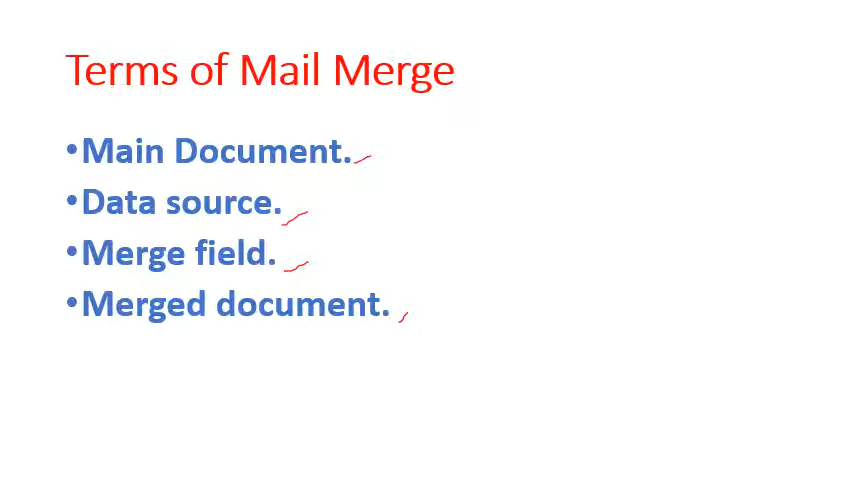 Terms of Mail Merge
•Main Document.
•Data source.
•Merge field.
•Merged document.